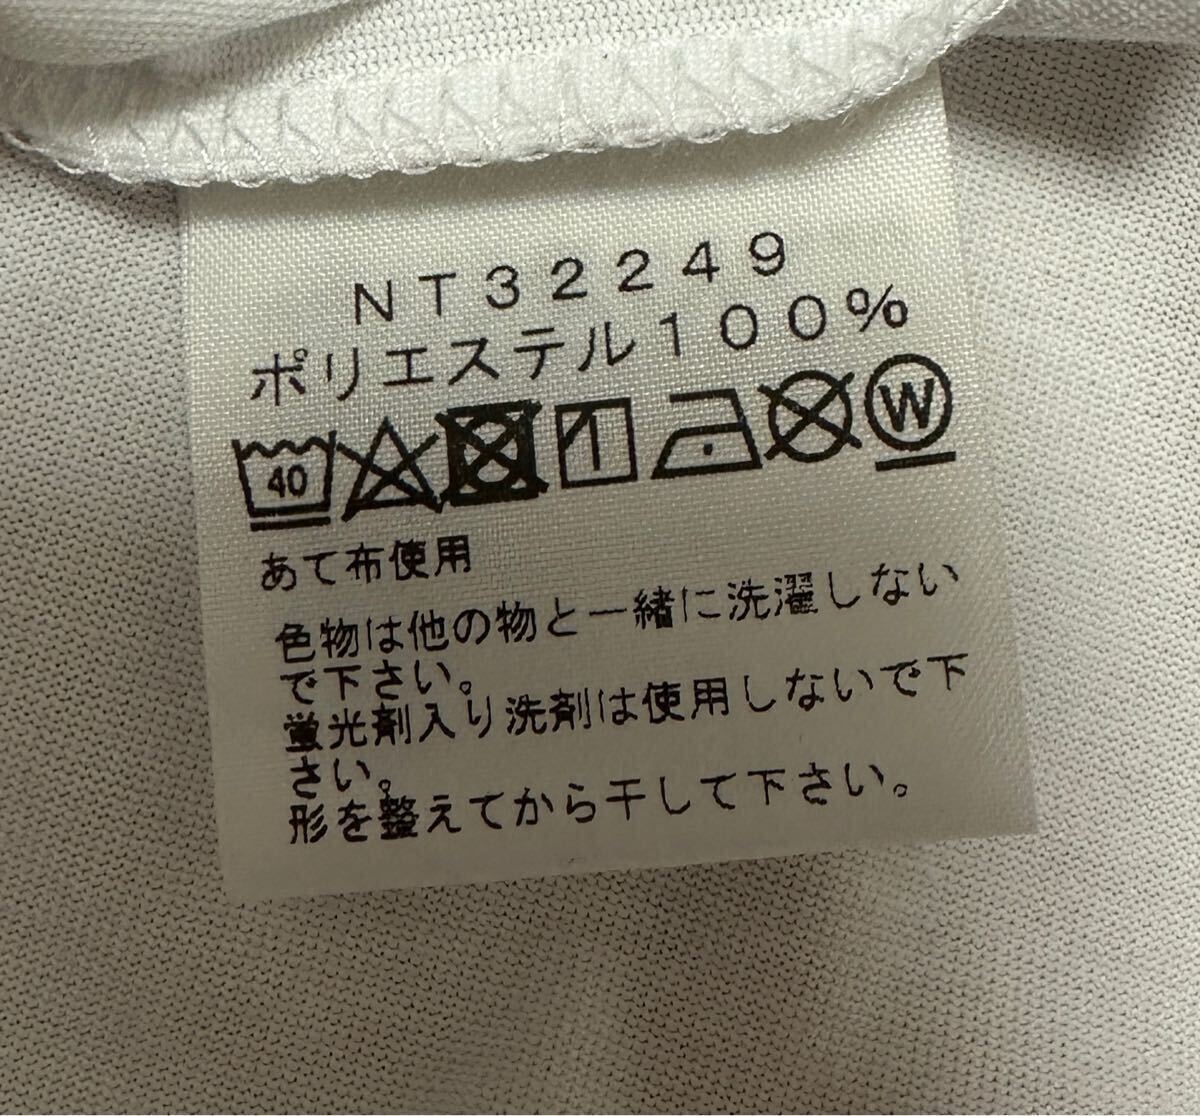 NT32249
ポリエステル100%
40 W
あて布使用
色物は他の物と一緒に洗濯しない
で下さい。
蛍光剤入り洗剤は使用しないで下
さい。
形を整えてから干して下さい。